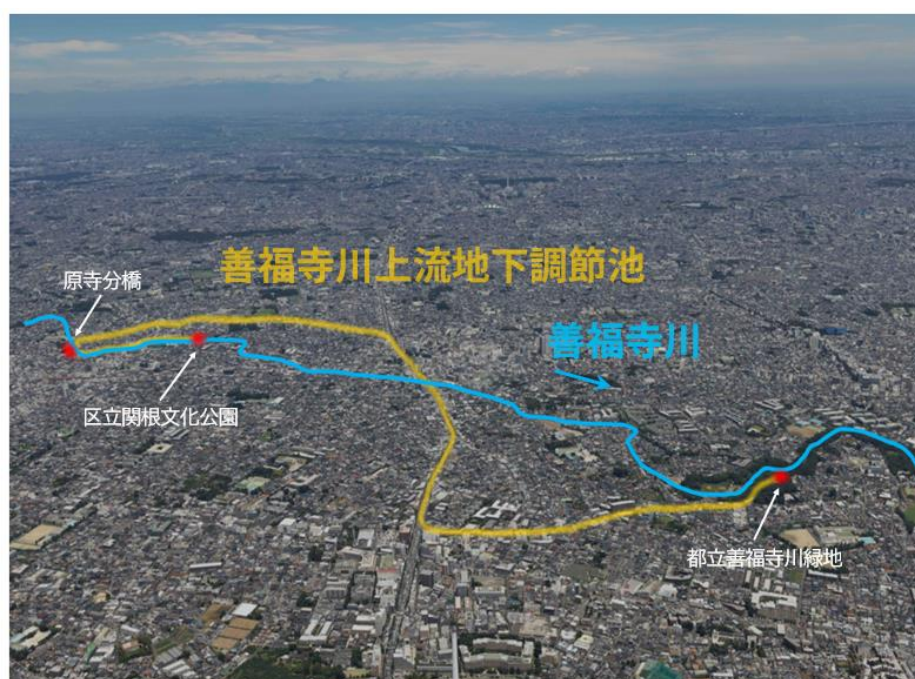 善福寺川上流地下調節池
原寺分橋
善福寺川
区立関根文化公園
都立善福寺川緑地